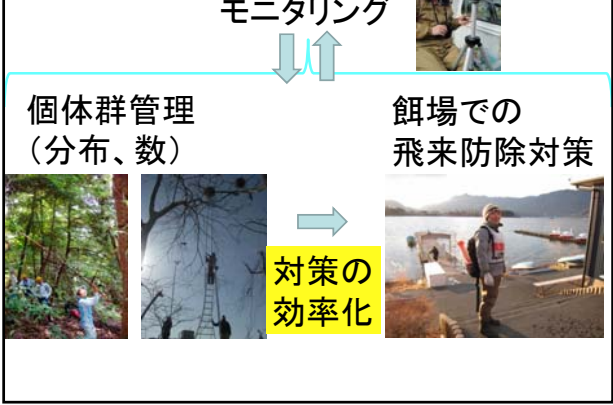 モニタリング
個体群管理
（分布、数）
餌場での
飛来防除対策
対策の
効率化